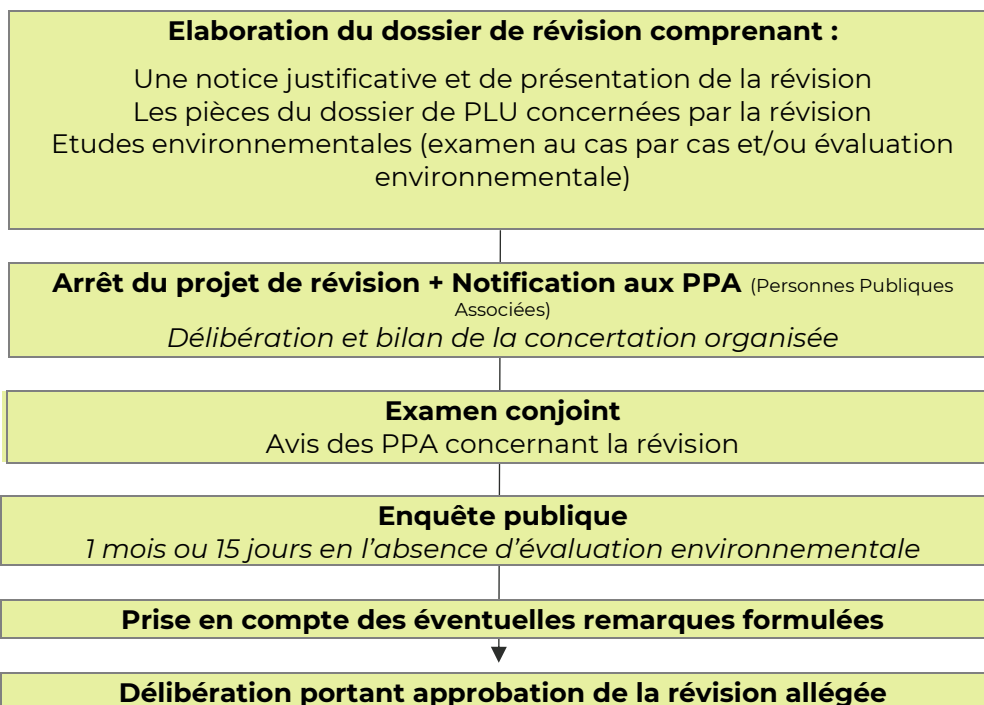 Elaboration du dossier de révision comprenant :
Une notice justificative et de présentation de la révision
Les pièces du dossier de PLU concernées par la révision
Etudes environnementales (examen au cas par cas et/ou évaluation
environnementale)
Arrêt du projet de révision + Notification aux PPA (Personnes Publiques
Associées)
Délibération et bilan de la concertation organisée
Examen conjoint
Avis des PPA concernant la révision
Enquête publique
1 mois ou 15 jours en l'absence d'évaluation environnementale
Prise en compte des éventuelles remarques formulées
Délibération portant approbation de la révision allégée